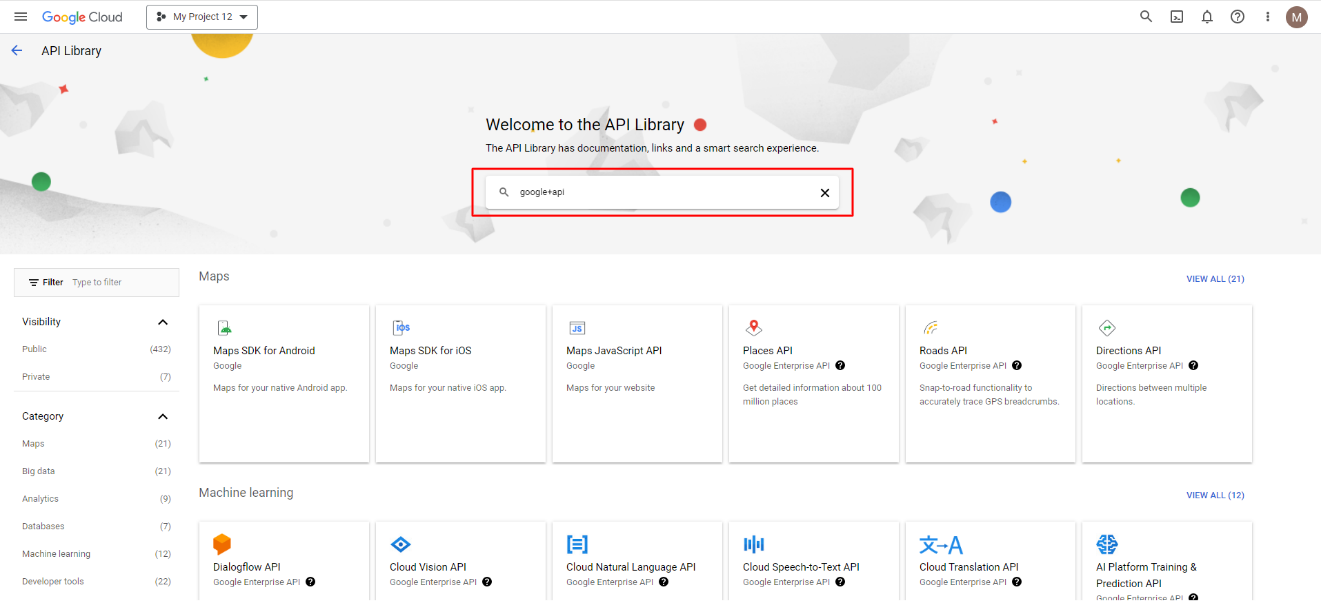 Google Cloud
My Project 12
M
API Library
Welcome to the API Library
The API Library has documentation, links and a smart search experience.
google+api
Filter Type to filter
Visibility
Public (432)
Private (7)
Category
Maps (21)
Big data (21)
Analytics (9)
Databases (7)
Machine learning (12)
Developer tools (22)
Maps
VIEW ALL (21)
Maps SDK for Android
Google
Maps for your native Android app.
iOS
Maps SDK for iOS
Google
Maps for your native iOS app.
JS
Maps JavaScript API
Google
Maps for your website
Places API
Google Enterprise API ?
Get detailed information about 100
million places
Roads API
Google Enterprise API ?
Snap-to-road functionality to
accurately trace GPS breadcrumbs.
Directions API
Google Enterprise API ?
Directions between multiple
locations.
Machine learning
VIEW ALL (12)
Dialogflow API
Google Enterprise API ?
Cloud Vision API
Google Enterprise API ?
Cloud Natural Language API
Google Enterprise API ?
Cloud Speech-to-Text API
Google Enterprise API ?
文→A
Cloud Translation API
Google Enterprise API ?
AI Platform Training &
Prediction API
Google Enterprise API ?